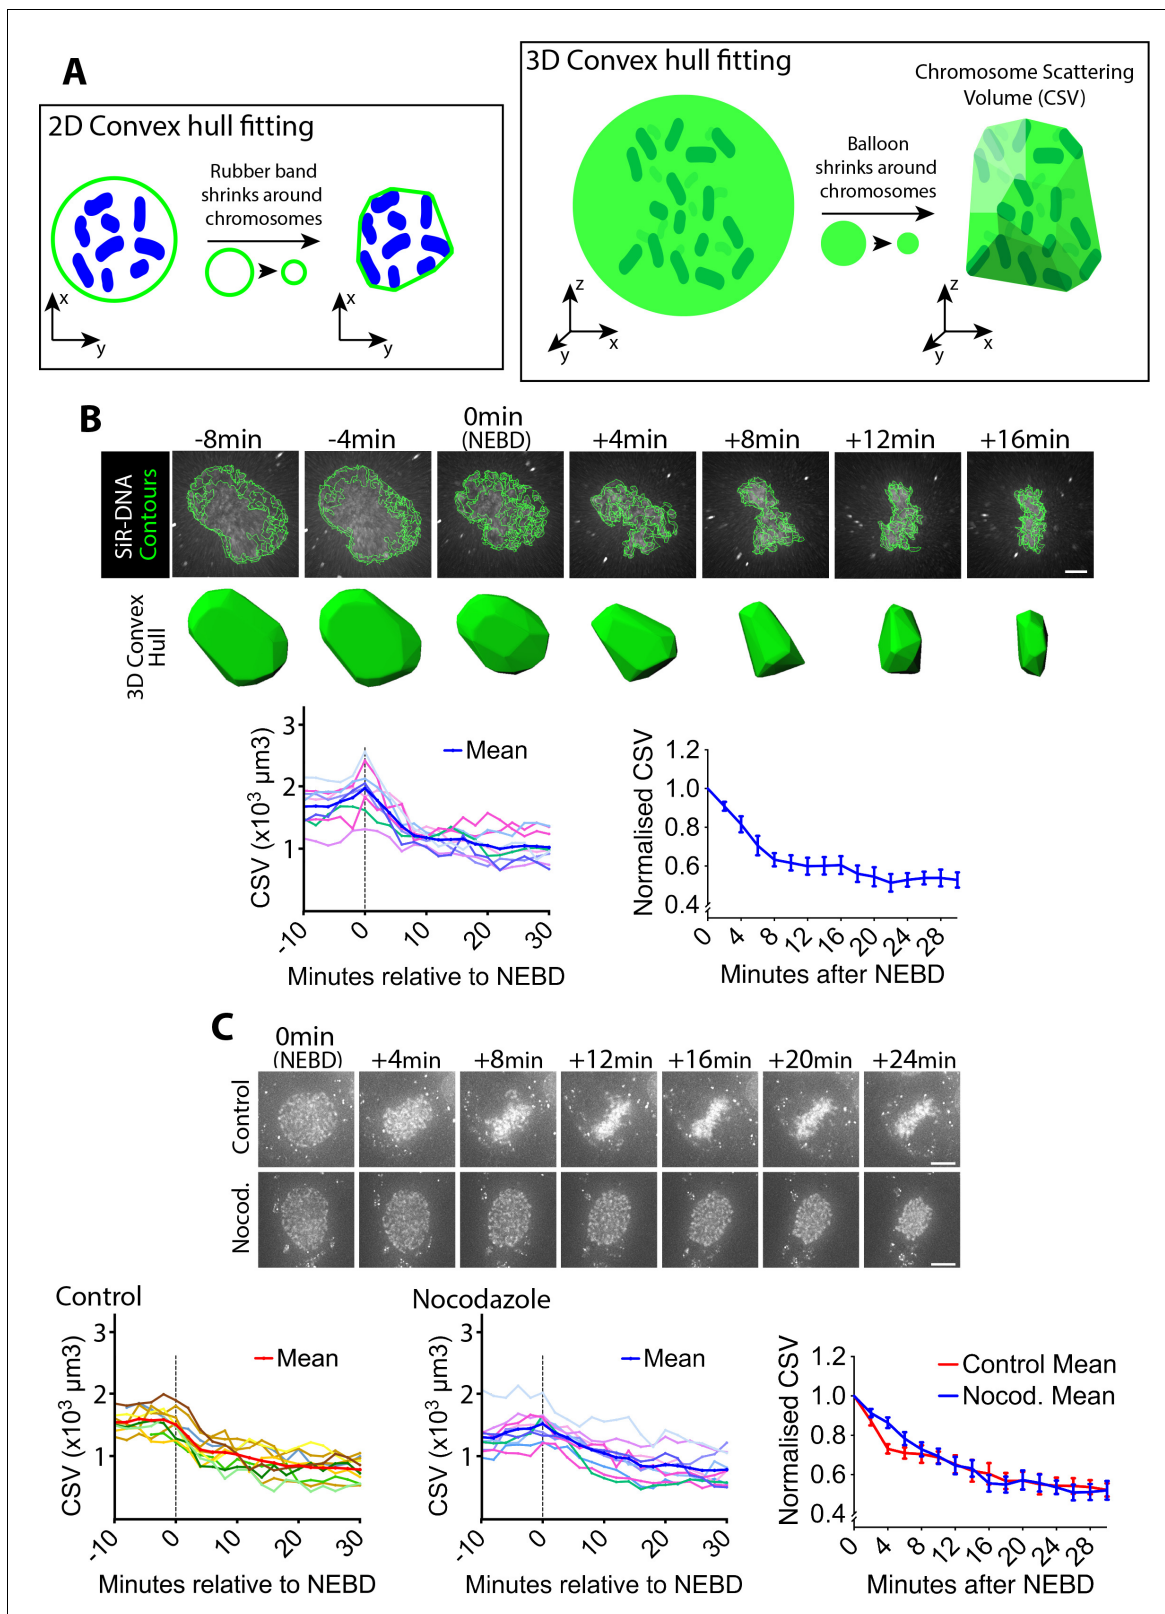 A
2D Convex hull fitting
Rubber band
shrinks around
chromosomes
x
y
x
y
3D Convex hull fitting
Chromosome Scattering
Volume (CSV)
Balloon
shrinks around
chromosomes
z
x
y
z
x
y
B
-8min
-4min
0min
(NEBD)
+4min
+8min
+12min
+16min
SiR-DNA
Contours
3D Convex
Hull
CSV (x10³ µm3)
3
2
1
Mean
-10
0
10
20
30
Minutes relative to NEBD
Normalised CSV
1.2
1.0
0.8
0.6
0.4
0
4
8
12
16
20
24
28
Minutes after NEBD
C
0min
(NEBD)
+4min
+8min
+12min
+16min
+20min
+24min
Control
Nocod.
Control
CSV (x10³ µm3)
3
2
1
Mean
-10
0
10
20
30
Minutes relative to NEBD
Nocodazole
CSV (x10³ µm3)
3
2
1
Mean
-10
0
10
20
30
Minutes relative to NEBD
Normalised CSV
1.2
1.0
0.8
0.6
0.4
Control Mean
Nocod. Mean
0
4
8
12
16
20
24
28
Minutes after NEBD